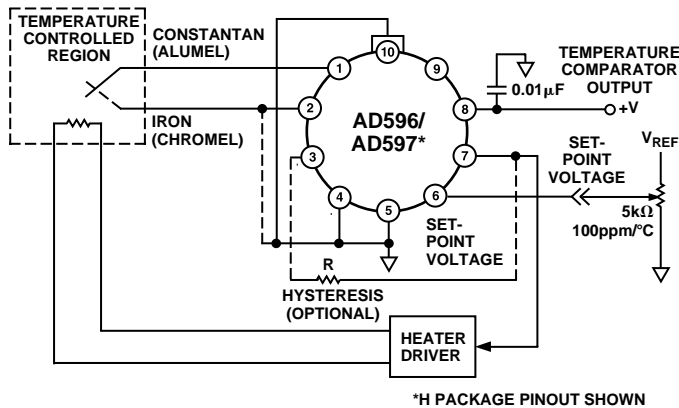 TEMPERATURE
CONTROLLED
REGION
CONSTANTAN
(ALUMEL)
IRON
(CHROMEL)
1
2
3
4
5
6
7
8
9
10
AD596/
AD597*
0.01µF
TEMPERATURE
COMPARATOR
OUTPUT
+V
SET-
POINT
VOLTAGE
VREF
5kΩ
100ppm/°C
SET-
POINT
VOLTAGE
R
HYSTERESIS
(OPTIONAL)
HEATER
DRIVER
*H PACKAGE PINOUT SHOWN